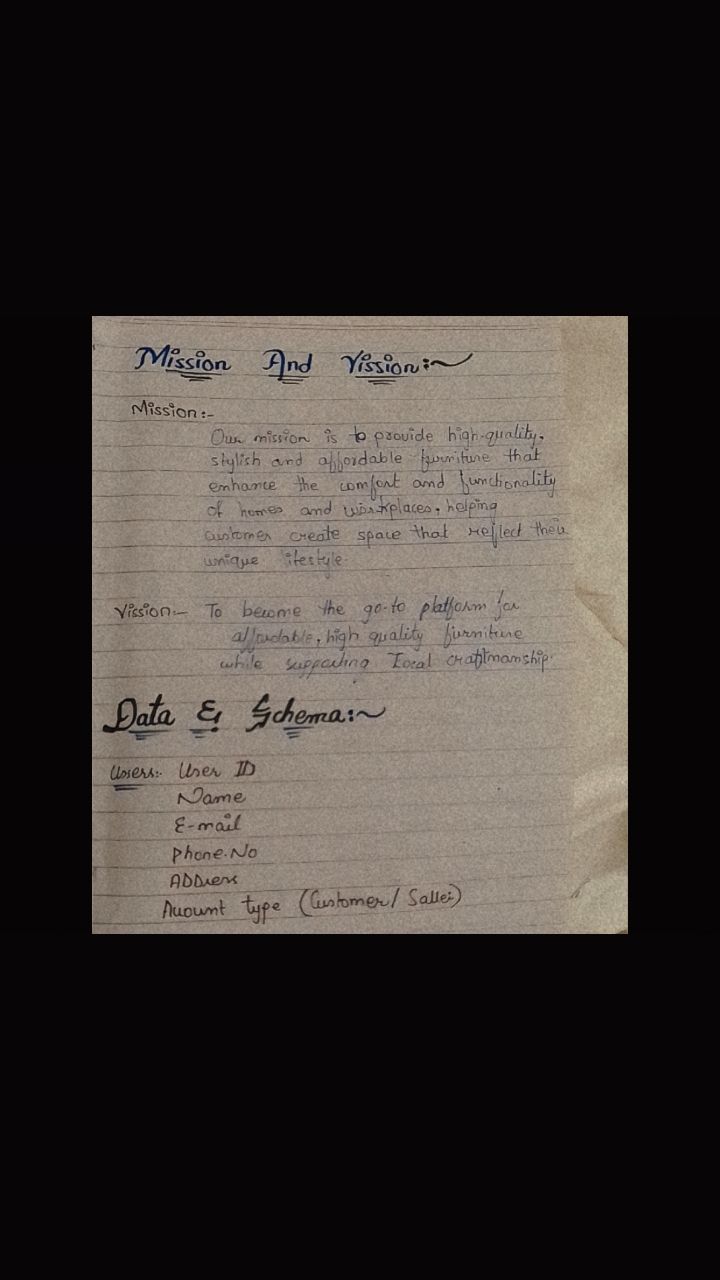 Mission And Vission:~
Mission:-
Our mission is to provide high-quality,
stylish and affordable furniture that
enhance the comfort and functionality
of homes and workplaces, helping
customer create space that reflect their
unique lifestyle.
Vission:- To become the go-to platform for
affordable, high quality furniture
while supporting local craftmanship.
Data & Schema:~
Users:- User ID
Name
E-mail
Phone.No
ADDress
Account type (Customer/ Saller)